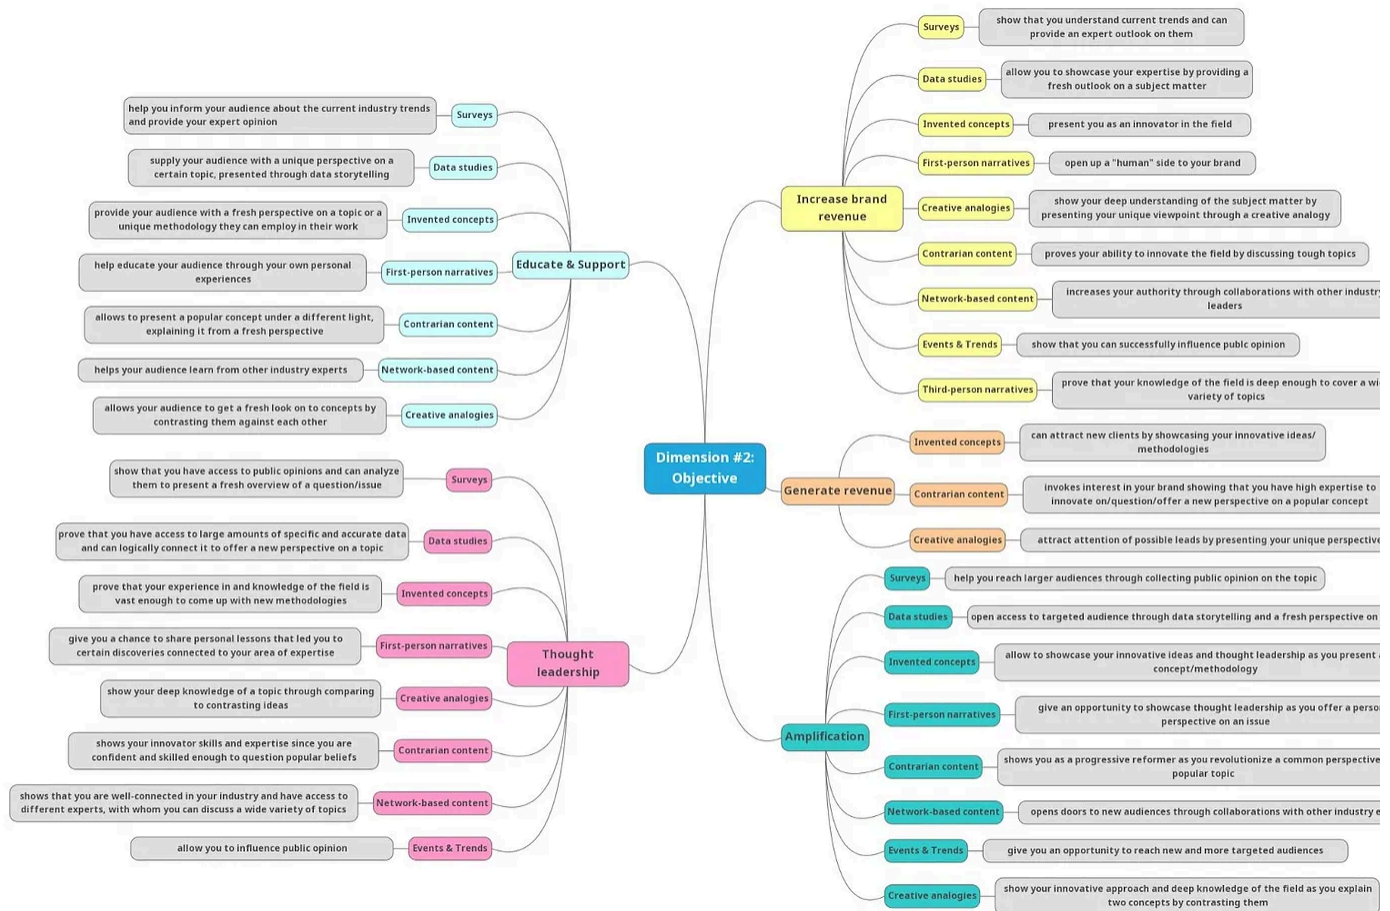 Dimension #2:
Objective
Educate & Support
Surveys
help you inform your audience about the current industry trends
and provide your expert opinion
Data studies
supply your audience with a unique perspective on a
certain topic, presented through data storytelling
Invented concepts
provide your audience with a fresh perspective on a topic or a
unique methodology they can employ in their work
First-person narratives
help educate your audience through your own personal
experiences
Contrarian content
allows to present a popular concept under a different light,
explaining it from a fresh perspective
Network-based content
helps your audience learn from other industry experts
Creative analogies
allows your audience to get a fresh look on to concepts by
contrasting them against each other
Thought
leadership
Surveys
show that you have access to public opinions and can analyze
them to present a fresh overview of a question/issue
Data studies
prove that you have access to large amounts of specific and accurate data
and can logically connect it to offer a new perspective on a topic
Invented concepts
prove that your experience in and knowledge of the field is
vast enough to come up with new methodologies
First-person narratives
give you a chance to share personal lessons that led you to
certain discoveries connected to your area of expertise
Creative analogies
show your deep knowledge of a topic through comparing
to contrasting ideas
Contrarian content
shows your innovator skills and expertise since you are
confident and skilled enough to question popular beliefs
Network-based content
shows that you are well-connected in your industry and have access to
different experts, with whom you can discuss a wide variety of topics
Events & Trends
allow you to influence public opinion
Increase brand
revenue
Surveys
show that you understand current trends and can
provide an expert outlook on them
Data studies
allow you to showcase your expertise by providing a
fresh outlook on a subject matter
Invented concepts
present you as an innovator in the field
First-person narratives
open up a "human" side to your brand
Creative analogies
show your deep understanding of the subject matter by
presenting your unique viewpoint through a creative analogy
Contrarian content
proves your ability to innovate the field by discussing tough topics
Network-based content
increases your authority through collaborations with other industry
leaders
Events & Trends
show that you can successfully influence public opinion
Third-person narratives
prove that your knowledge of the field is deep enough to cover a
variety of topics
Generate revenue
Invented concepts
can attract new clients by showcasing your innovative ideas/
methodologies
Contrarian content
invokes interest in your brand showing that you have high expertise to
innovate on/question/offer a new perspective on a popular concept
Creative analogies
attract attention of possible leads by presenting your unique perspective
Amplification
Surveys
help you reach larger audiences through collecting public opinion on the topic
Data studies
open access to targeted audience through data storytelling and a fresh perspective on
Invented concepts
allow to showcase your innovative ideas and thought leadership as you present
concept/methodology
First-person narratives
give an opportunity to showcase thought leadership as you offer a
perspective on an issue
Contrarian content
shows you as a progressive reformer as you revolutionize a common perspective
popular topic
Network-based content
opens doors to new audiences through collaborations with other industry
Events & Trends
give you an opportunity to reach new and more targeted audiences
Creative analogies
show your innovative approach and deep knowledge of the field as you explain
two concepts by contrasting them